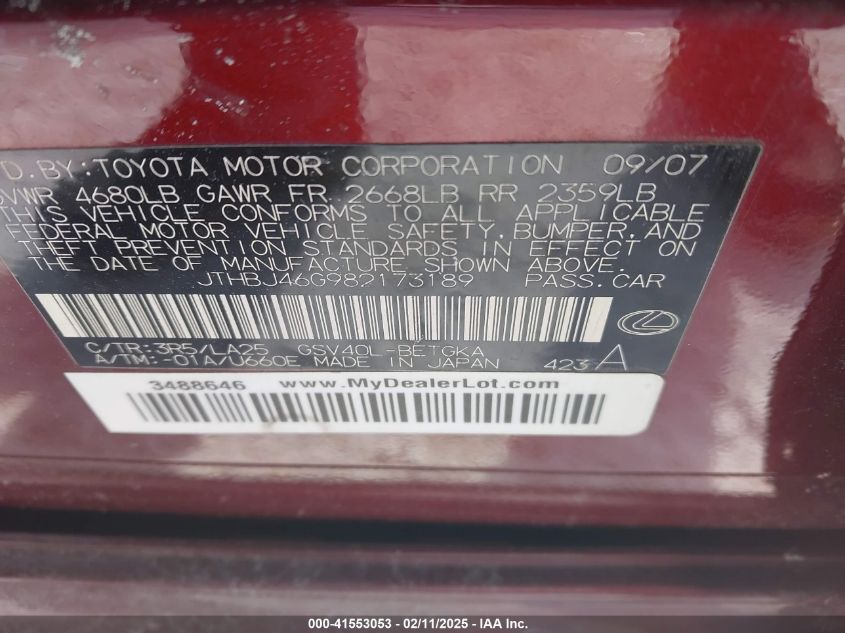 D. BY: TOYOTA MOTOR CORPORATION 09/07
GVWR 4680LB GAWR FR 2668LB RR 2359LB
THIS VEHICLE CONFORMS TO ALL APPLICABLE
FEDERAL MOTOR VEHICLE SAFETY, BUMPER, AND
THEFT PREVENTION STANDARDS IN EFFECT ON
THE DATE OF MANUFACTURE SHOWN ABOVE.
JTHBJ46G982173189 PASS. CAR
C/TR: 3R5/LA25 GSV40L-BETGKA
A/TM: -01A/U660E MADE IN JAPAN 423 A
3488646 www.MyDealerLot.com
000-41553053 - 02/11/2025 - IAA Inc.